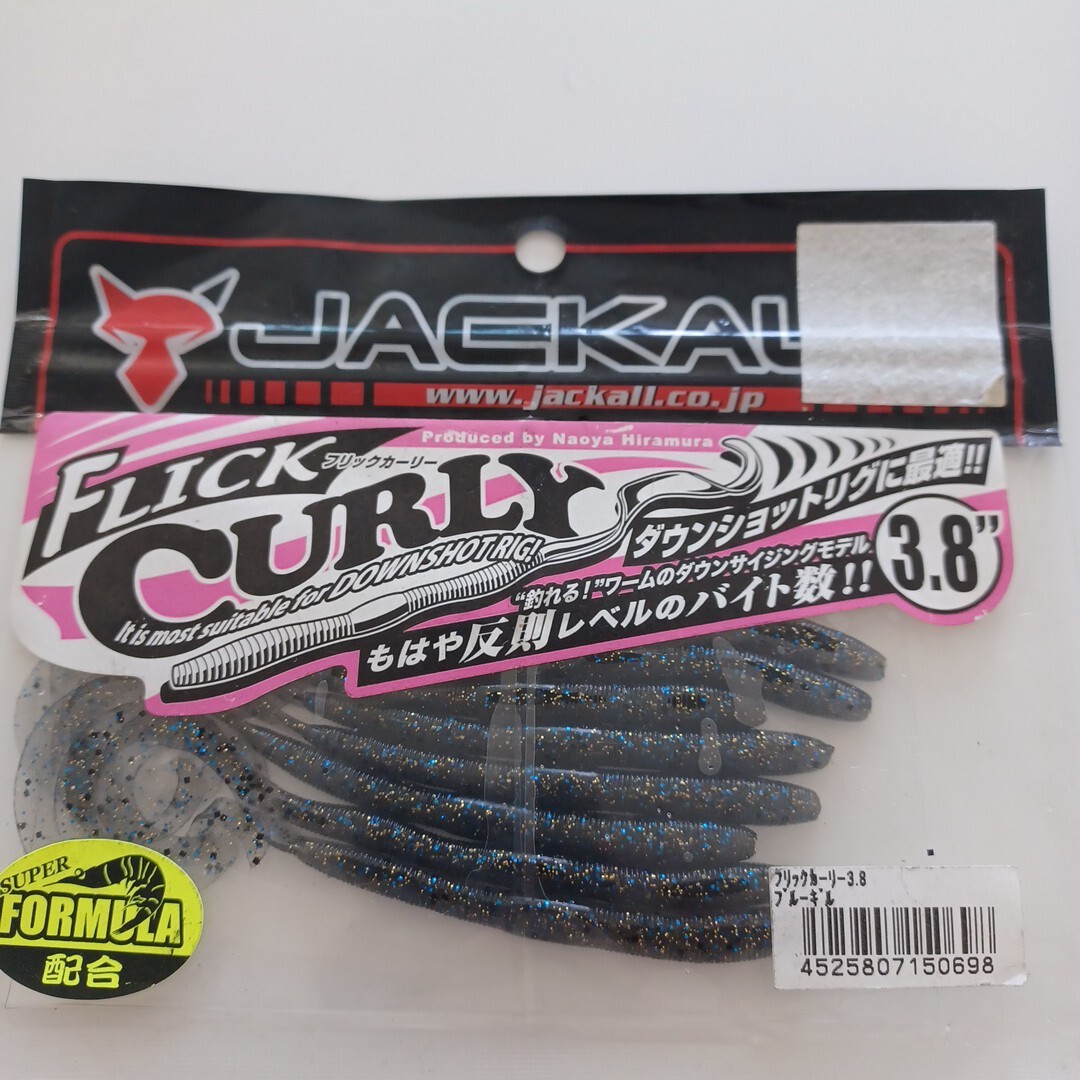 JACKAL
www.jackall.co.jp
Produced by Naoya Hiramura
FLICK
フリックカーリー
CURLY
It is most suitable for DOWNSHOT RIG!
ダウンショットリグに最適!!
"釣れる!"ワームのダウンサイジングモデル
もはや反則レベルのバイト数!!
3.8"
SUPER
FORMULA
配合
フリックカーリー3.8
ブルーギル
4525807150698